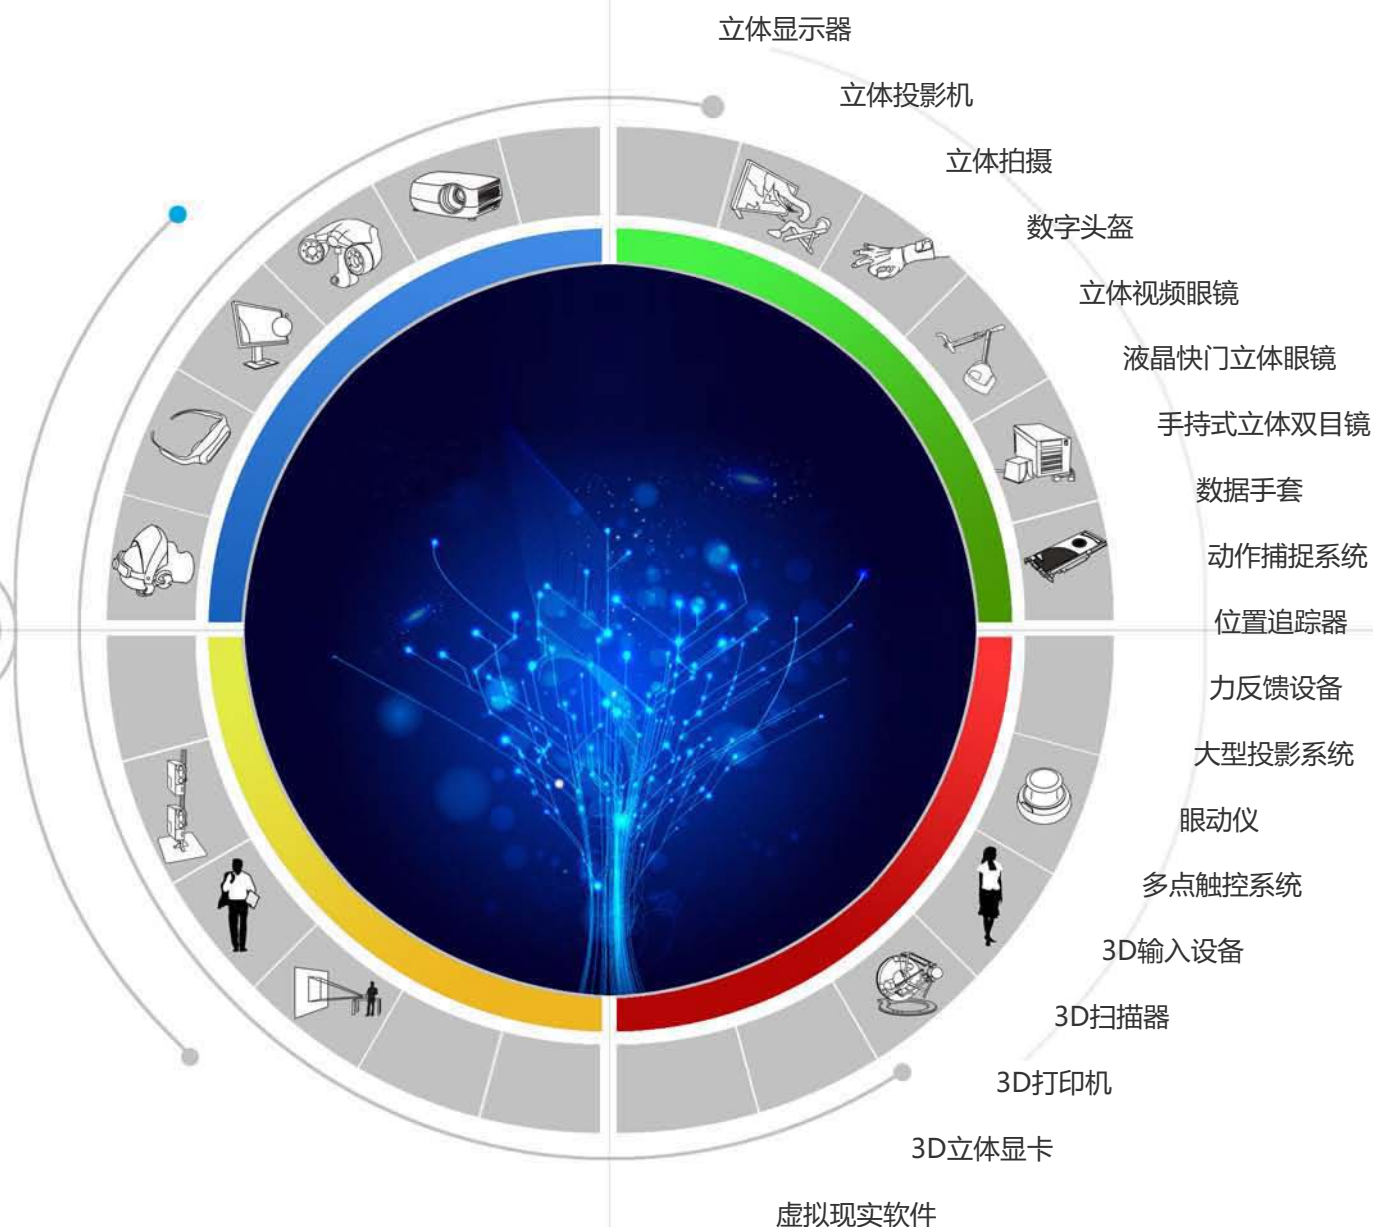 立体显示器
立体投影机
立体拍摄
数字头盔
立体视频眼镜
液晶快门立体眼镜
手持式立体双目镜
数据手套
动作捕捉系统
位置追踪器
力反馈设备
大型投影系统
眼动仪
多点触控系统
3D输入设备
3D扫描器
3D打印机
3D立体显卡
虚拟现实软件